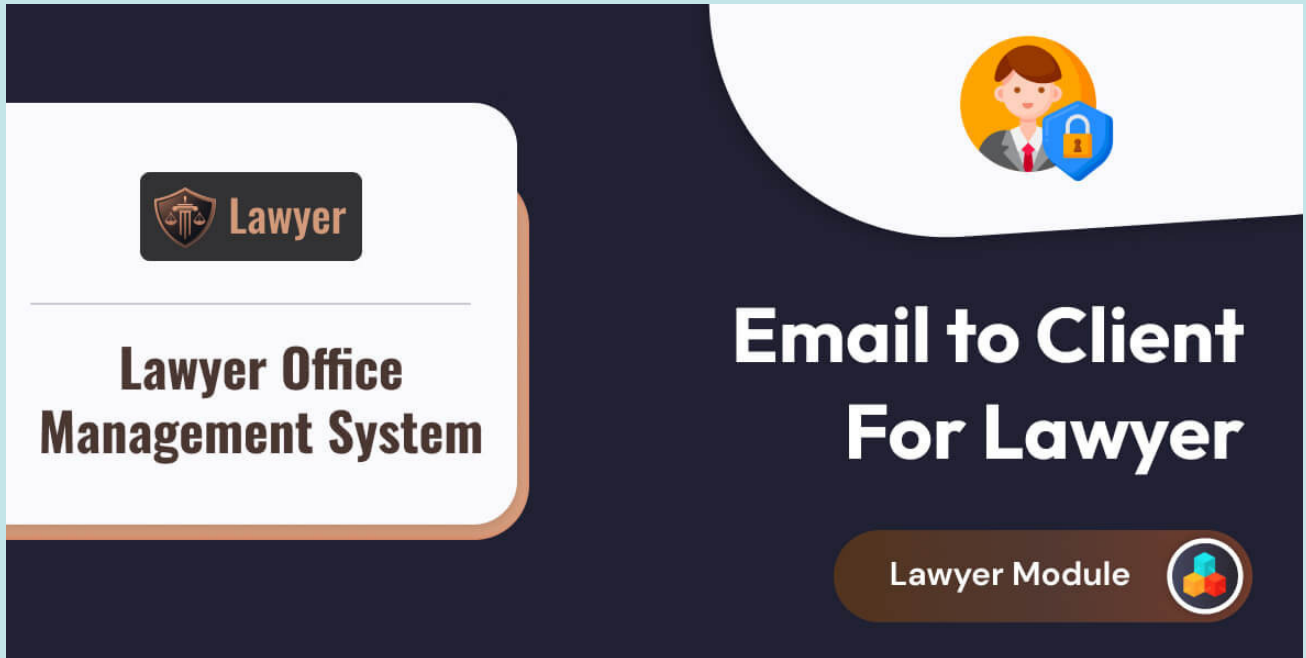 Lawyer
Lawyer Office
Management System
Email to Client
For Lawyer
Lawyer Module